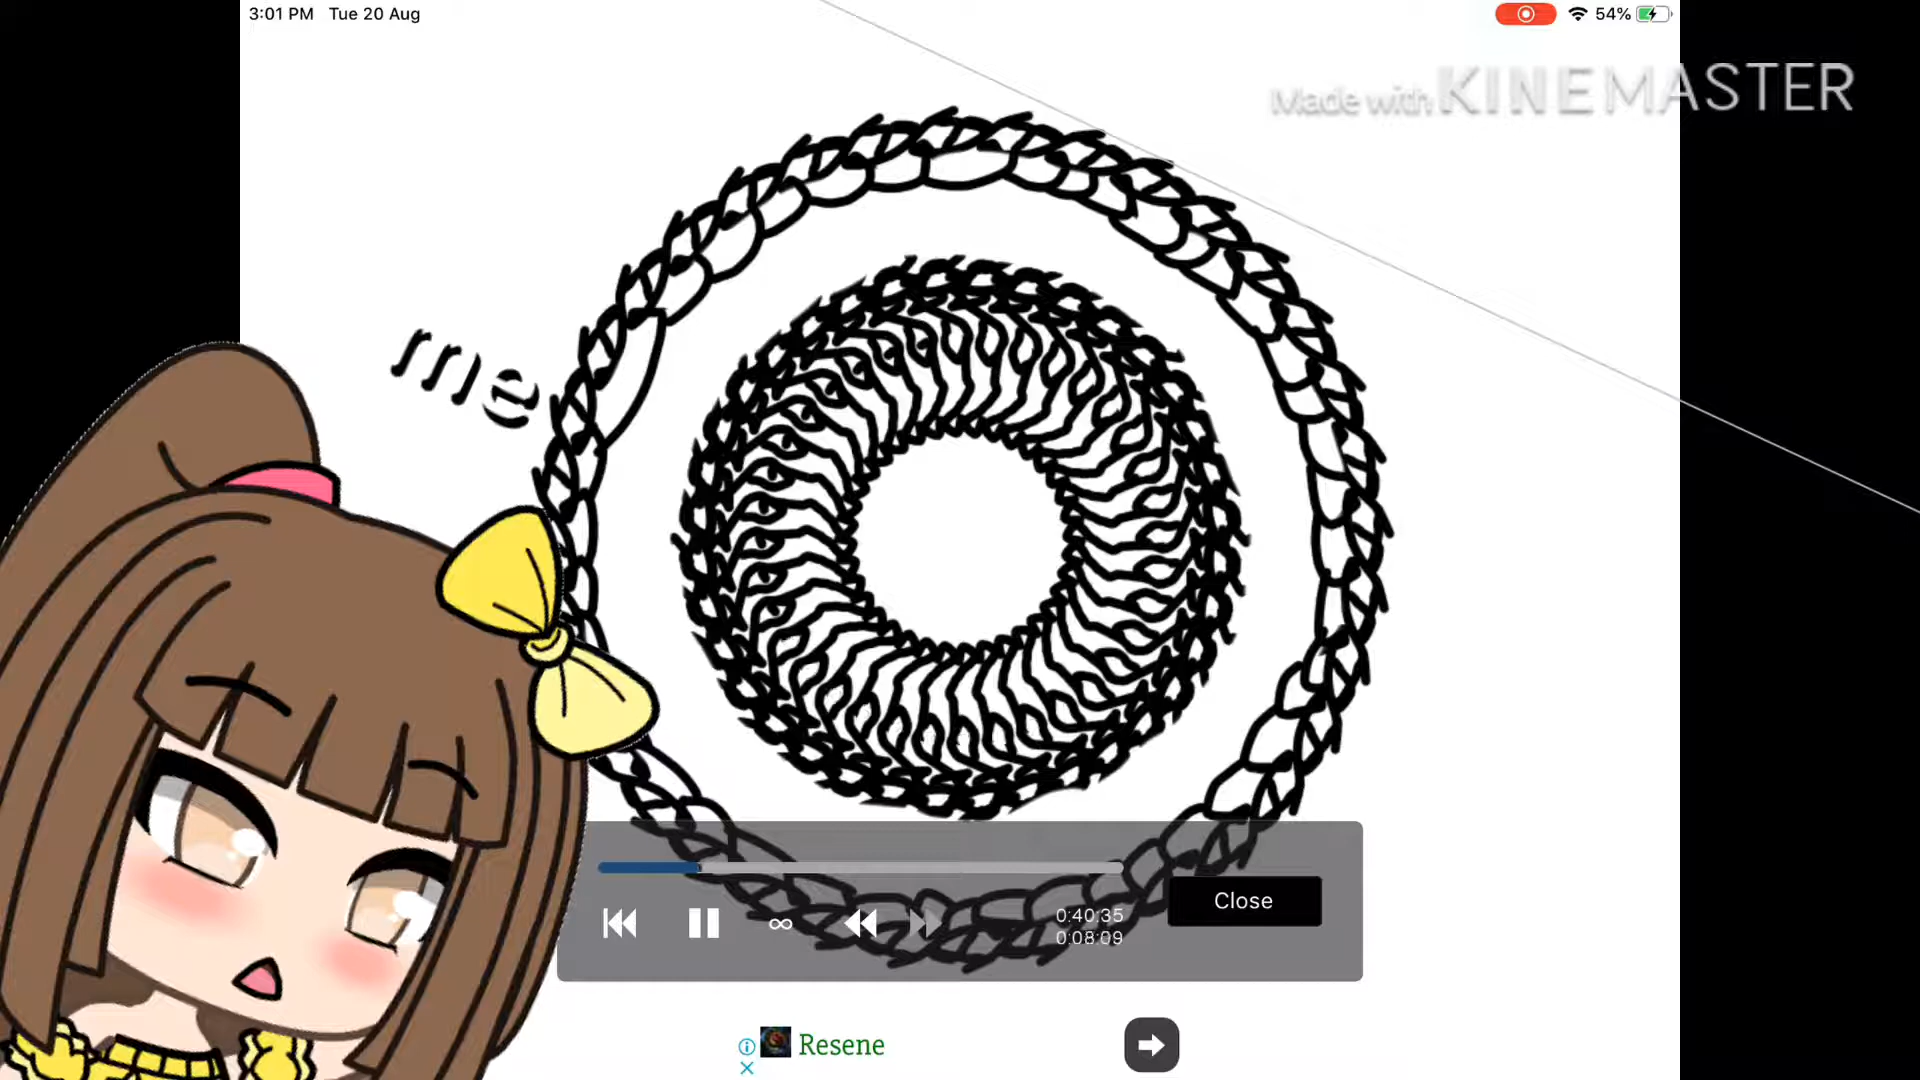 3:01 PM Tue 20 Aug
54%
Made with KINEMASTER
me
Close
0:40:35
0:08:09
Resene